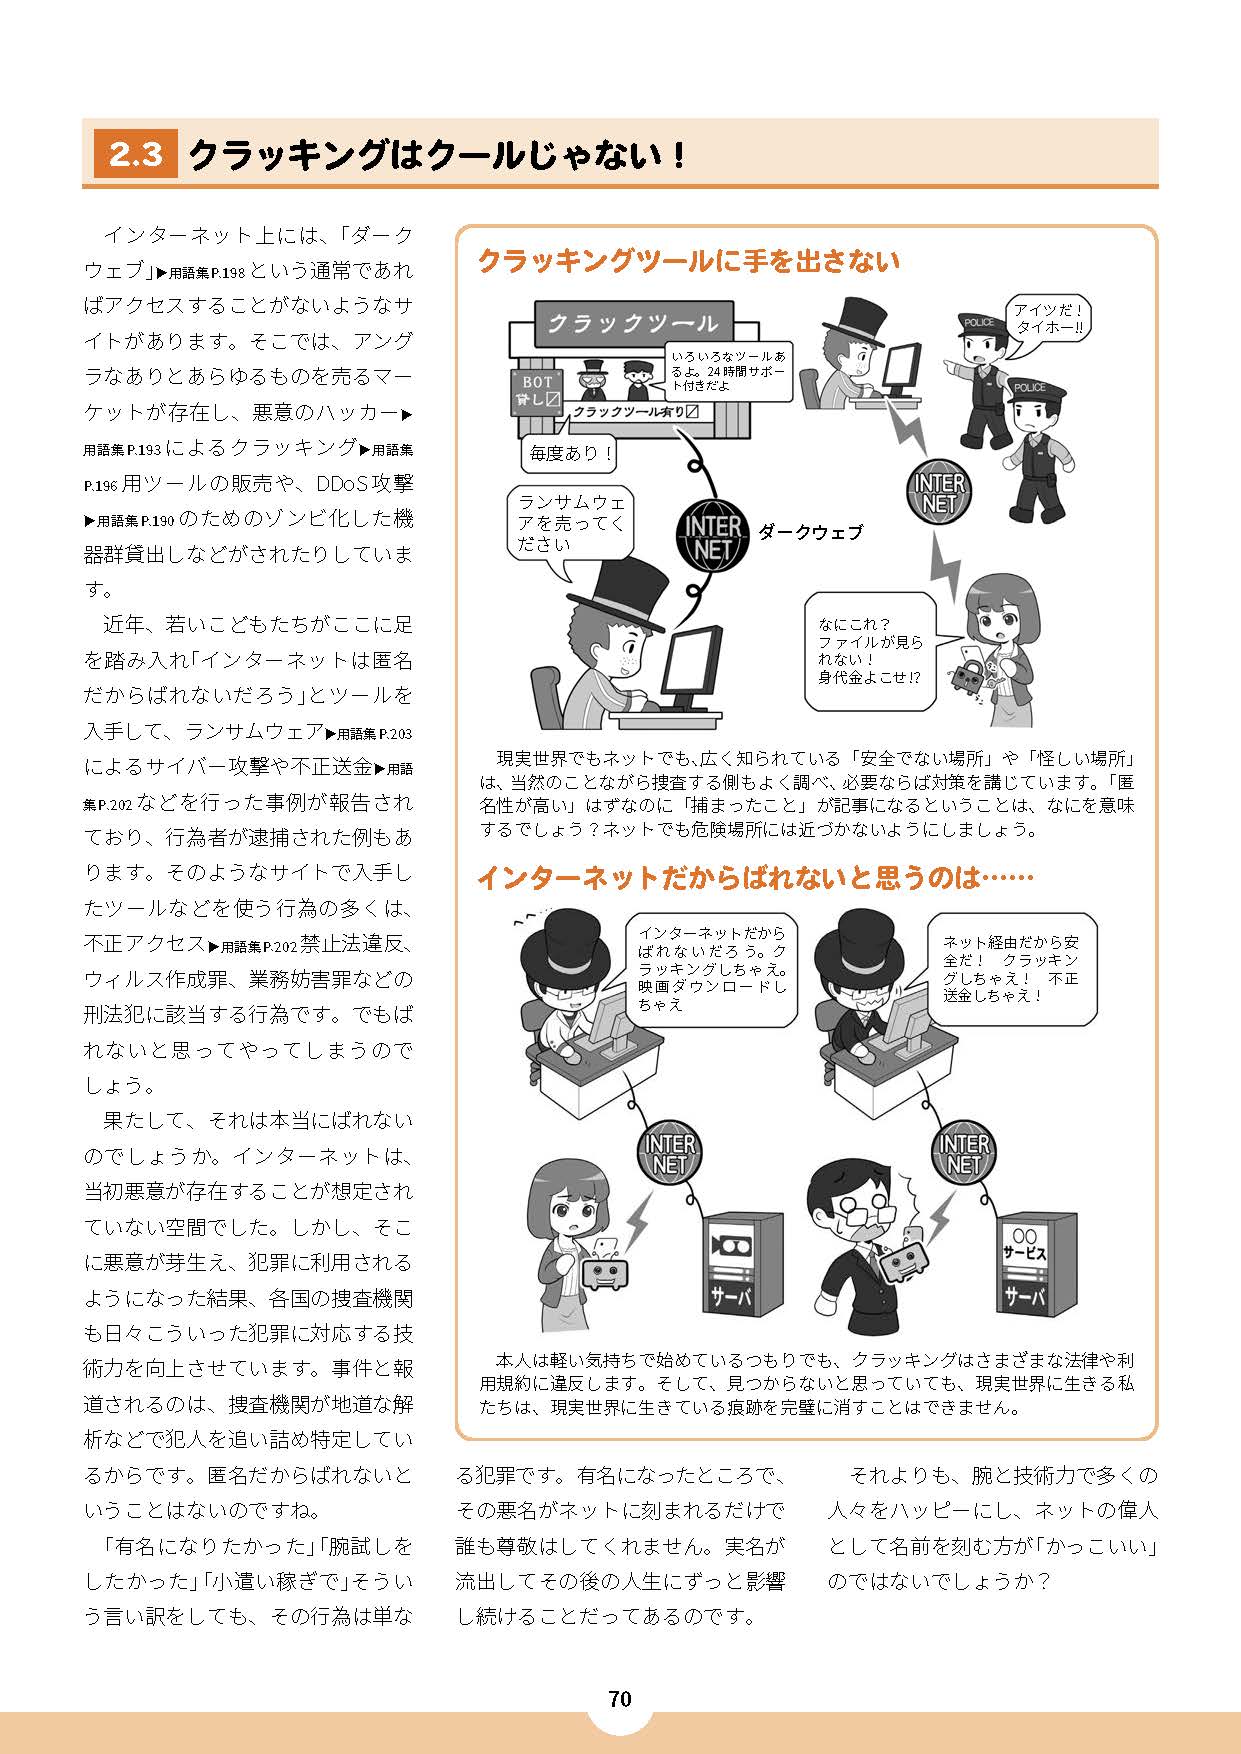 2.3 クラッキングはクールじゃない！
インターネット上には、「ダーク
ウェブ」▶用語集P.198という通常であれ
ばアクセスすることがないようなサ
イトがあります。そこでは、アング
ラなありとあらゆるものを売るマー
ケットが存在し、悪意のハッカー▶
用語集P.193によるクラッキング▶用語集
P.196用ツールの販売や、DDoS攻撃
▶用語集P.190のためのゾンビ化した機
器群貸出しなどがされたりしていま
す。
近年、若いこどもたちがここに足
を踏み入れ「インターネットは匿名
だからばれないだろう」とツールを
入手して、ランサムウェア▶用語集P.203
によるサイバー攻撃や不正送金▶用語
集P.202などを行った事例が報告され
ており、行為者が逮捕された例もあ
ります。そのようなサイトで入手し
たツールなどを使う行為の多くは、
不正アクセス▶用語集P.202禁止法違反、
ウィルス作成罪、業務妨害罪などの
刑法犯に該当する行為です。でもば
れないと思ってやってしまうので
しょう。
果たして、それは本当にばれない
のでしょうか。インターネットは、
当初悪意が存在することが想定され
ていない空間でした。しかし、そこ
に悪意が芽生え、犯罪に利用される
ようになった結果、各国の捜査機関
も日々こういった犯罪に対応する技
術力を向上させています。事件と報
道されるのは、捜査機関が地道な解
析などで犯人を追い詰め特定してい
るからです。匿名だからばれないと
いうことはないのですね。
「有名になりたかった」「腕試しを
したかった」「小遣い稼ぎで」そうい
う言い訳をしても、その行為は単な
る犯罪です。有名になったところで、
その悪名がネットに刻まれるだけで
誰も尊敬はしてくれません。実名が
流出してその後の人生にずっと影響
し続けることだってあるのです。
それよりも、腕と技術力で多くの
人々をハッピーにし、ネットの偉人
として名前を刻む方が「かっこいい」
のではないでしょうか？
クラッキングツールに手を出さない
クラックツール
いろいろなツールあ
るよ。24時間サポー
ト付きだよ
BOT
貸し〼
クラックツール有り〼
毎度あり！
ランサムウェ
アを売ってく
ださい
INTER
NET
ダークウェブ
アイツだ！
タイホー!!
POLICE
POLICE
INTER
NET
なにこれ？
ファイルが見ら
れない！
身代金よこせ!?
現実世界でもネットでも、広く知られている「安全でない場所」や「怪しい場所」
は、当然のことながら捜査する側もよく調べ、必要ならば対策を講じています。「匿
名性が高い」はずなのに「捕まったこと」が記事になるということは、なにを意味
するでしょう？ネットでも危険場所には近づかないようにしましょう。
インターネットだからばれないと思うのは……
へへへ…
インターネットだから
ばれないだろう。ク
ラッキングしちゃえ。
映画ダウンロードし
ちゃえ
INTER
NET
サーバ
ネット経由だから安
全だ！　クラッキン
グしちゃえ！　不正
送金しちゃえ！
INTER
NET
〇〇
サービス
サーバ
本人は軽い気持ちで始めているつもりでも、クラッキングはさまざまな法律や利
用規約に違反します。そして、見つからないと思っていても、現実世界に生きる私
たちは、現実世界に生きている痕跡を完璧に消すことはできません。
70